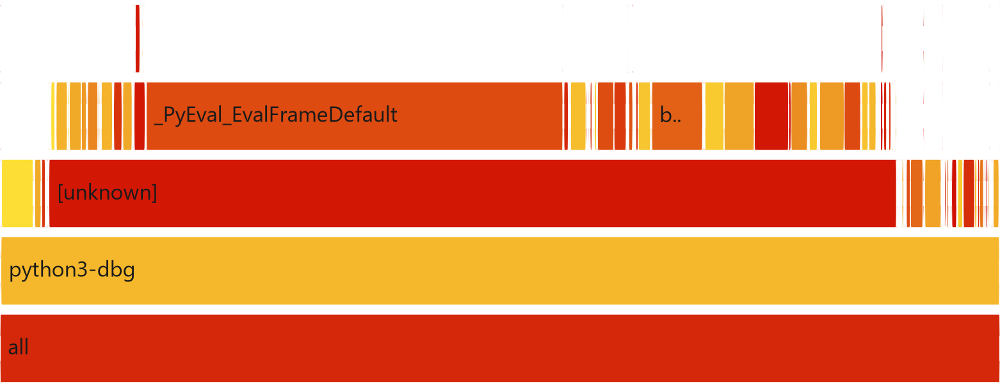 _PyEval_EvalFrameDefault
b..
[unknown]
python3-dbg
all